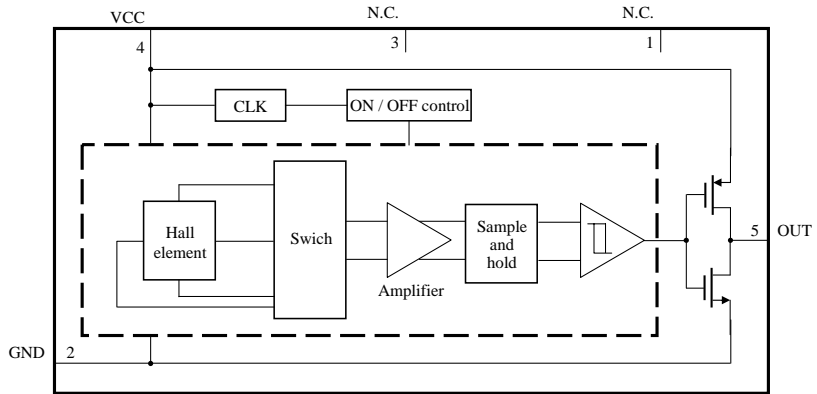 VCC
N.C.
N.C.
4
3
1
CLK
ON / OFF control
Hall
element
Swich
Amplifier
Sample
and
hold
5
OUT
GND
2